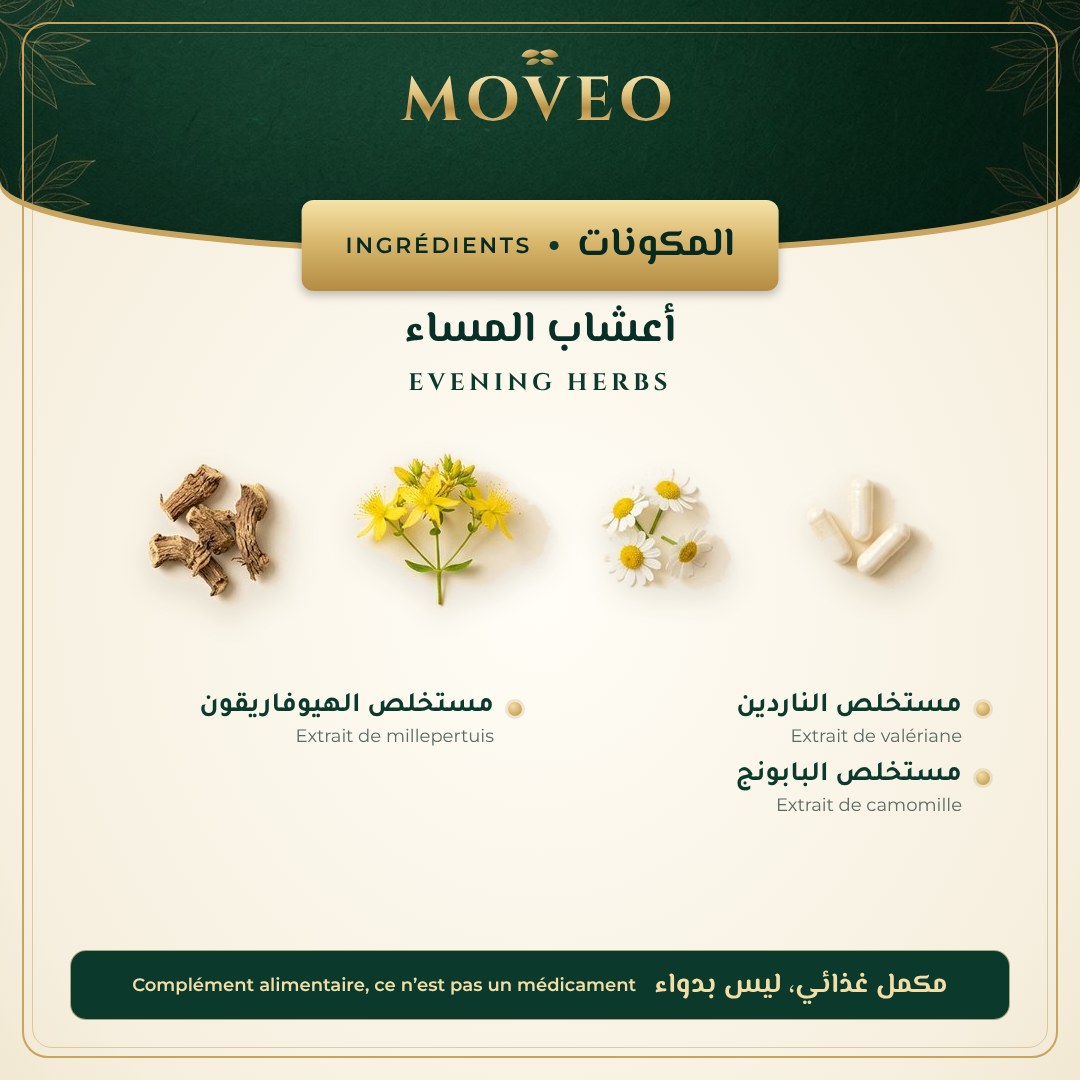 MOVEO
المكونات • INGRÉDIENTS
أعشاب المساء
EVENING HERBS
مستخلص الناردين
Extrait de valériane
مستخلص الهيوفاريقون
Extrait de millepertuis
مستخلص البابونج
Extrait de camomille
مكمل غذائي، ليس بدواء Complément alimentaire, ce n’est pas un médicament